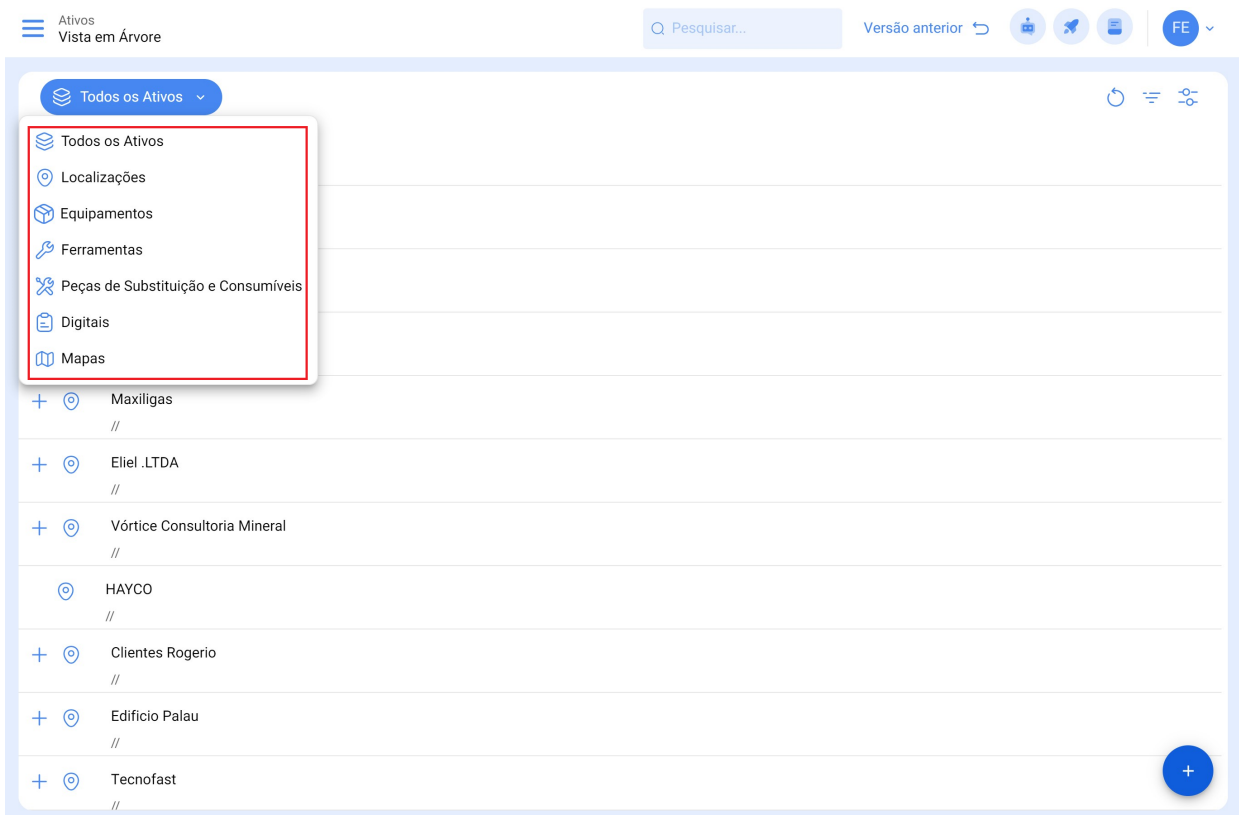 Ativos
Vista em Árvore
Pesquisar...
Versão anterior
FE
Todos os Ativos
Todos os Ativos
Localizações
Equipamentos
Ferramentas
Peças de Substituição e Consumíveis
Digitais
Mapas
Maxiligas
//
Eliel .LTDA
//
Vórtice Consultoria Mineral
//
HAYCO
//
Clientes Rogerio
//
Edificio Palau
//
Tecnofast
//